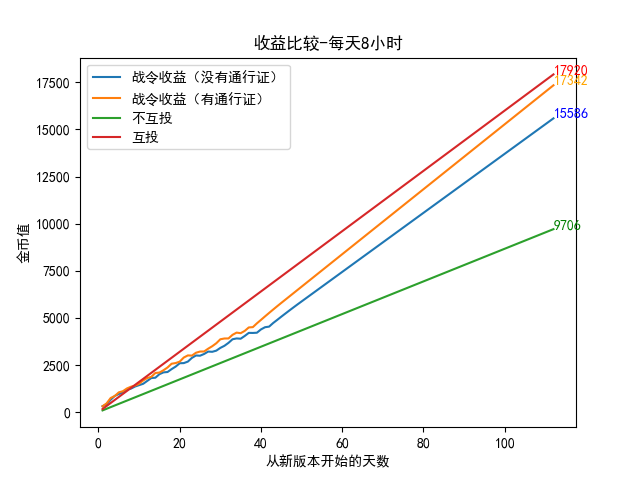 收益比较-每天8小时
战令收益（没有通行证）
战令收益（有通行证）
不互投
互投
17920
17342
15586
9706
金币值
17500
15000
12500
10000
7500
5000
2500
0
0 20 40 60 80 100
从新版本开始的天数